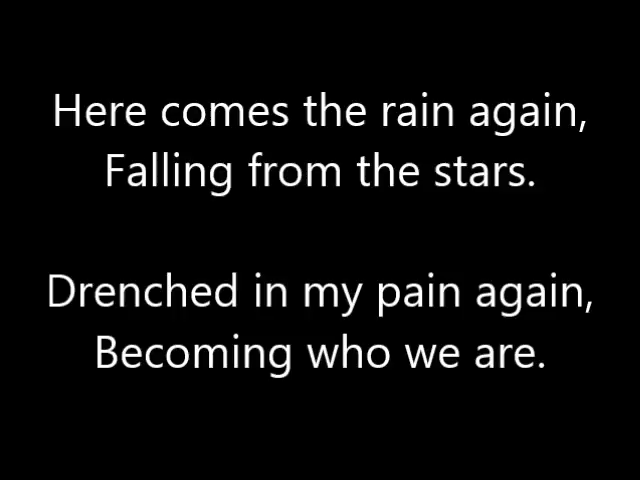 Here comes the rain again,
Falling from the stars.
Drenched in my pain again,
Becoming who we are.